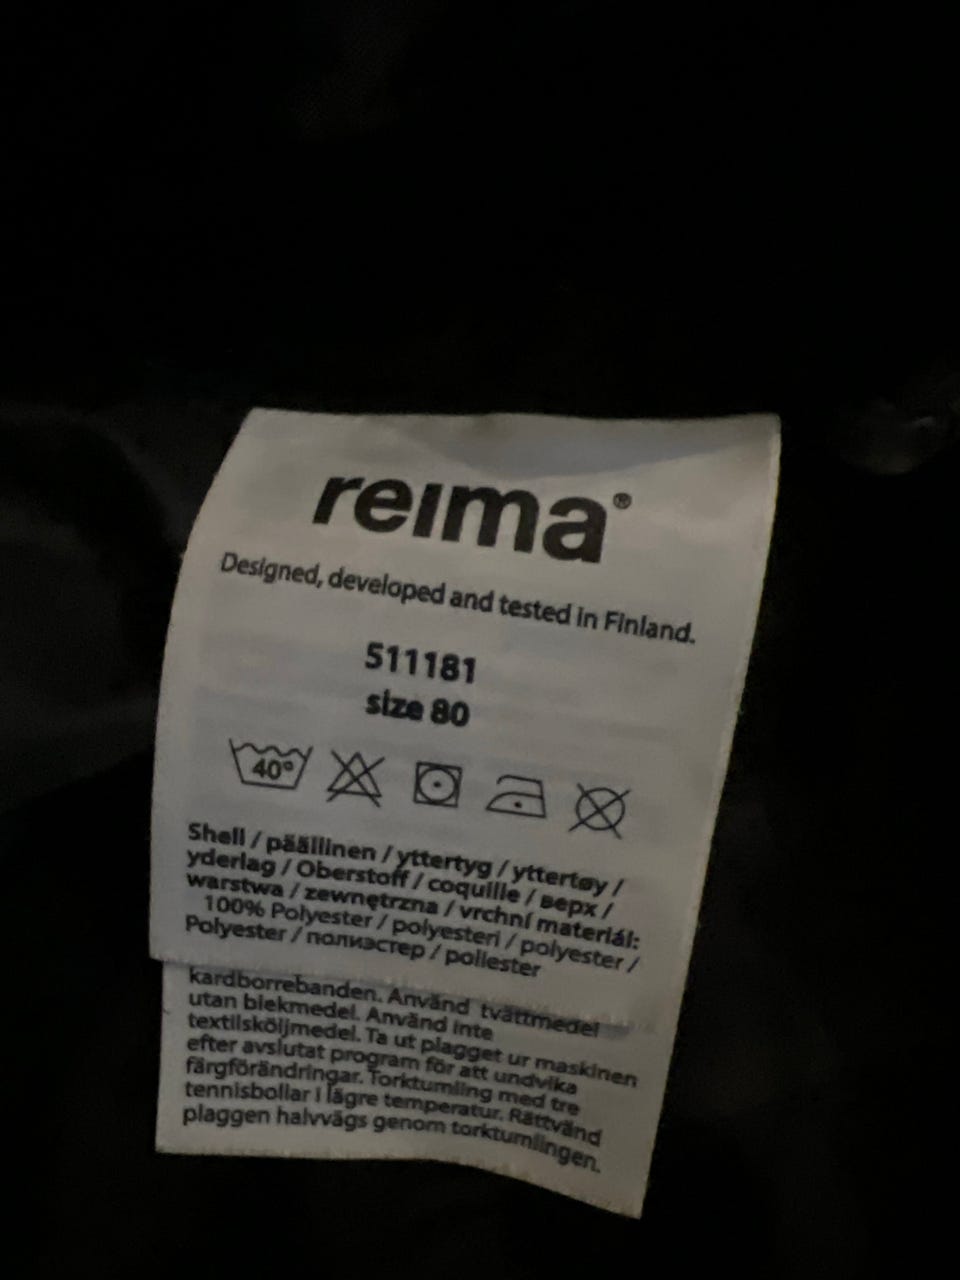 reima®
Designed, developed and tested in Finland.
511181
size 80
40°
Shell / päällinen / yttertyg / yttertøy /
yderlag / Oberstoff / coquille / верх /
warstwa / zewnętrzna / vrchní materiál:
100% Polyester / polyesteri / polyester /
Polyester / полиэстер / poliester
kardborrebanden. Använd tvättmedel
utan blekmedel. Använd inte
textilsköljmedel. Ta ut plagget ur maskinen
efter avslutat program för att undvika
färgförändringar. Torktumling med tre
tennisbollar i lägre temperatur. Rättvänd
plaggen halvvägs genom torktumlingen.